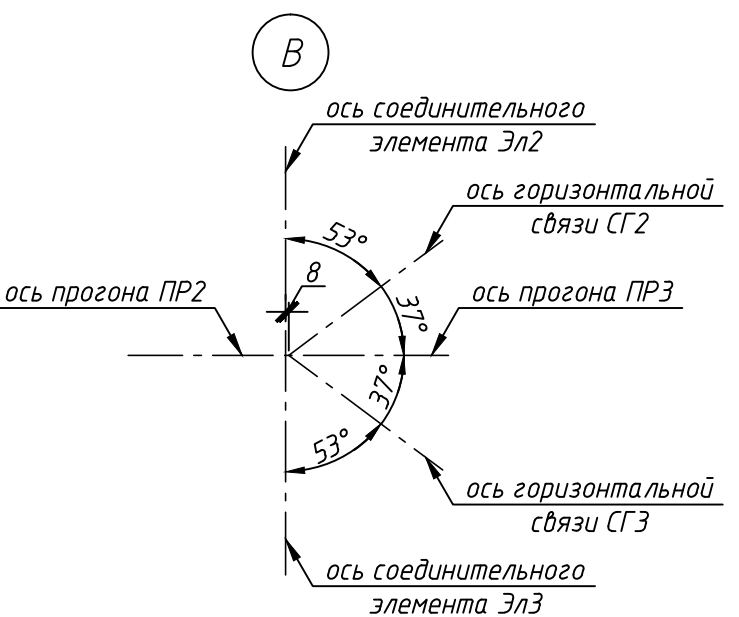 В
ось соединительного
элемента Эл2
ось горизонтальной
связи СГ2
53°
8
ось прогона ПР2
37°
ось прогона ПР3
37°
53°
ось горизонтальной
связи СГ3
ось соединительного
элемента Эл3